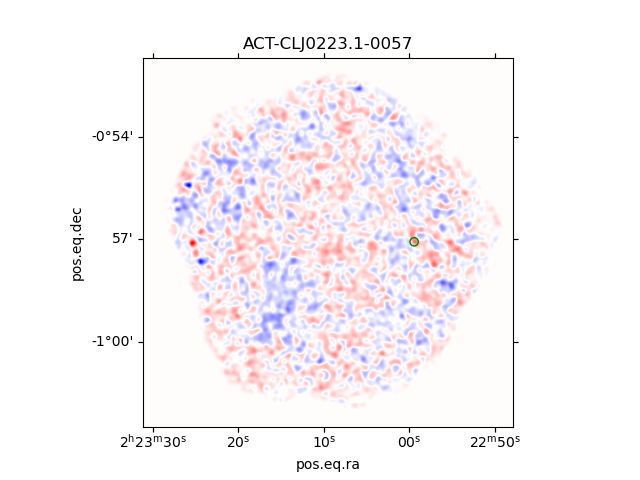 ACT-CLJ0223.1-0057
-0°54'
57'
-1°00'
pos.eq.dec
2ʰ23ᵐ30ˢ 20ˢ 10ˢ 00ˢ 22ᵐ50ˢ
pos.eq.ra